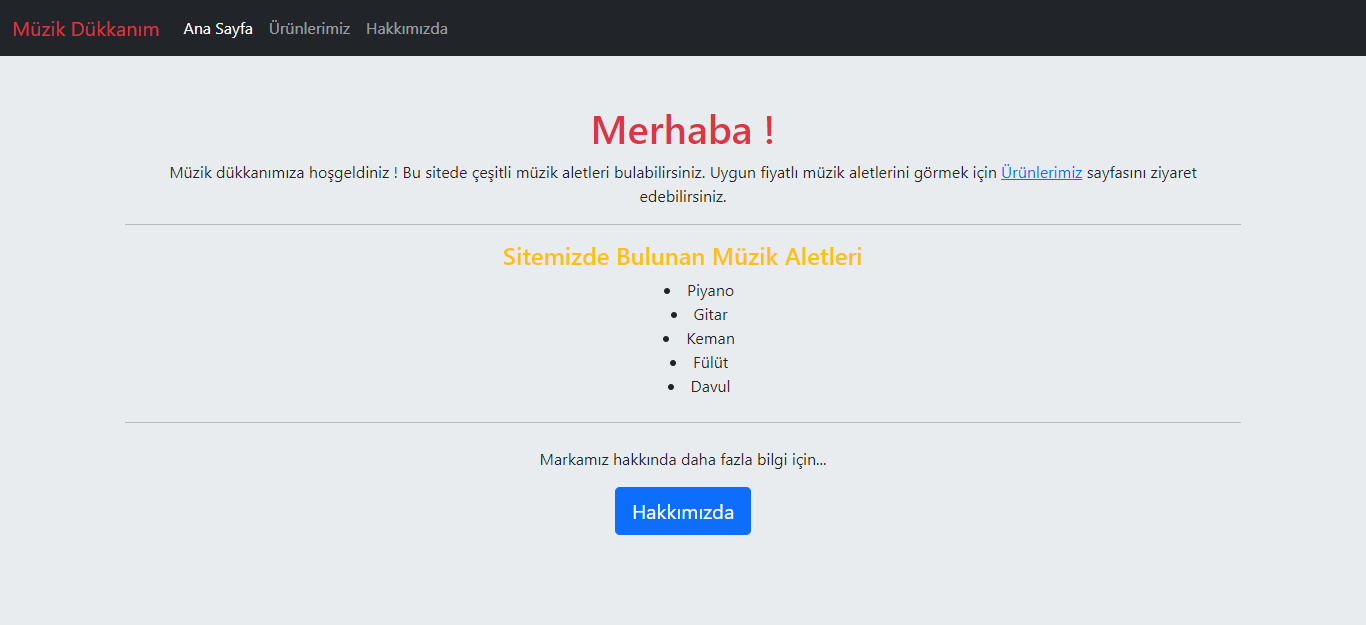 Müzik Dükkanım Ana Sayfa Ürünlerimiz Hakkımızda
Merhaba !
Müzik dükkanımıza hoşgeldiniz ! Bu sitede çeşitli müzik aletleri bulabilirsiniz. Uygun fiyatlı müzik aletlerini görmek için Ürünlerimiz sayfasını ziyaret
edebilirsiniz.
Sitemizde Bulunan Müzik Aletleri
• Piyano
• Gitar
• Keman
• Fülüt
• Davul
Markamız hakkında daha fazla bilgi için...
Hakkımızda